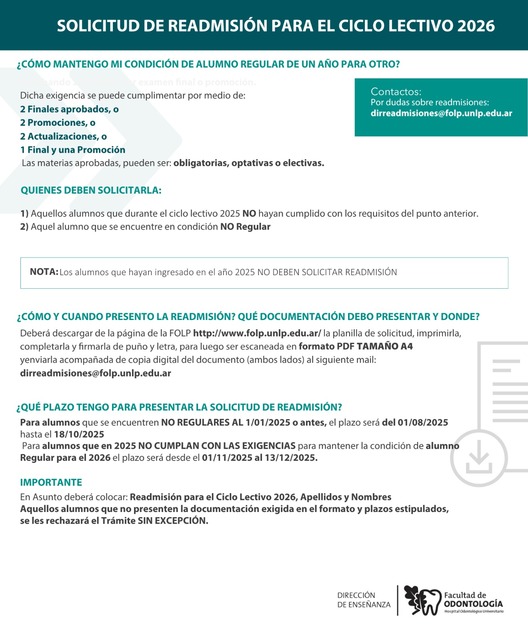 SOLICITUD DE READMISIÓN PARA EL CICLO LECTIVO 2026
¿CÓMO MANTENGO MI CONDICIÓN DE ALUMNO REGULAR DE UN AÑO PARA OTRO?
Dicha exigencia se puede cumplimentar por medio de:
2 Finales aprobados, o
2 Promociones, o
2 Actualizaciones, o
1 Final y una Promoción
Las materias aprobadas, pueden ser: obligatorias, optativas o electivas.
Contactos:
Por dudas sobre readmisiones:
dirreadmisiones@folp.unlp.edu.ar
QUIENES DEBEN SOLICITARLA:
1) Aquellos alumnos que durante el ciclo lectivo 2025 NO hayan cumplido con los requisitos del punto anterior.
2) Aquel alumno que se encuentre en condición NO Regular
NOTA: Los alumnos que hayan ingresado en el año 2025 NO DEBEN SOLICITAR READMISIÓN
¿CÓMO Y CUANDO PRESENTO LA READMISIÓN? QUÉ DOCUMENTACIÓN DEBO PRESENTAR Y DONDE?
Deberá descargar de la página de la FOLP http://www.folp.unlp.edu.ar/ la planilla de solicitud, imprimirla,
completarla y firmarla de puño y letra, para luego ser escaneada en formato PDF TAMAÑO A4
yenviarla acompañada de copia digital del documento (ambos lados) al siguiente mail:
dirreadmisiones@folp.unlp.edu.ar
¿QUÉ PLAZO TENGO PARA PRESENTAR LA SOLICITUD DE READMISIÓN?
Para alumnos que se encuentren NO REGULARES AL 1/01/2025 o antes, el plazo será del 01/08/2025
hasta el 18/10/2025
Para alumnos que en 2025 NO CUMPLAN CON LAS EXIGENCIAS para mantener la condición de alumno
Regular para el 2026 el plazo será desde el 01/11/2025 al 13/12/2025.
IMPORTANTE
En Asunto deberá colocar: Readmisión para el Ciclo Lectivo 2026, Apellidos y Nombres
Aquellos alumnos que no presenten la documentación exigida en el formato y plazos estipulados,
se les rechazará el Trámite SIN EXCEPCIÓN.
DIRECCIÓN
DE ENSEÑANZA
Facultad de
ODONTOLOGÍA
Hospital Odontológico Universitario